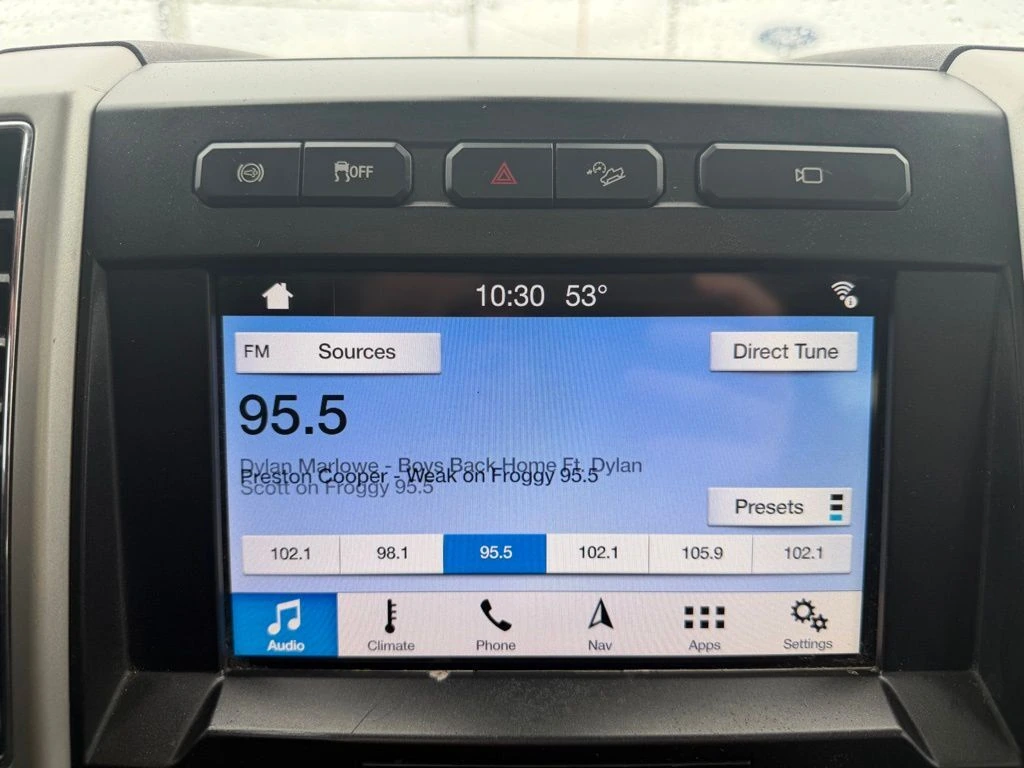 OFF
10:30 53°
FM Sources
Direct Tune
95.5
Dylan Marlowe - Boys Back Home Ft. Dylan
Preston Cooper - Weak on Froggy 95.5
Scott on Froggy 95.5
Presets
102.1 98.1 95.5 102.1 105.9 102.1
Audio Climate Phone Nav Apps Settings